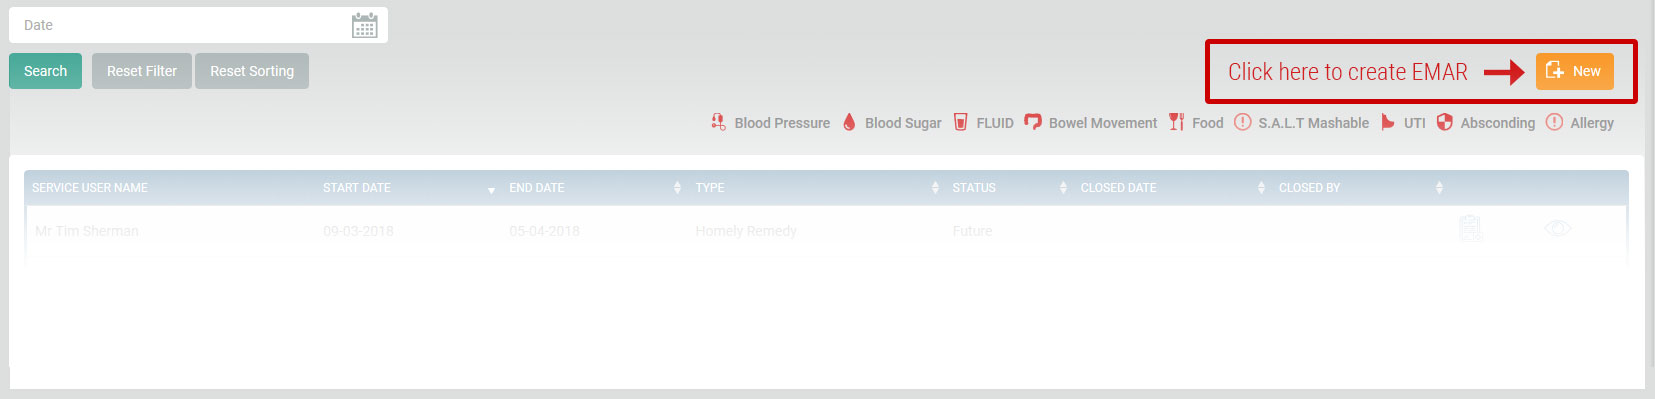 Date
Search Reset Filter Reset Sorting Click here to create EMAR New
Blood Pressure Blood Sugar FLUID Bowel Movement Food S.A.L.T Mashable UTI Absconding Allergy
SERVICE USER NAME START DATE END DATE TYPE STATUS CLOSED DATE CLOSED BY
Mr Tim Sherman 09-03-2018 05-04-2018 Homely Remedy Future